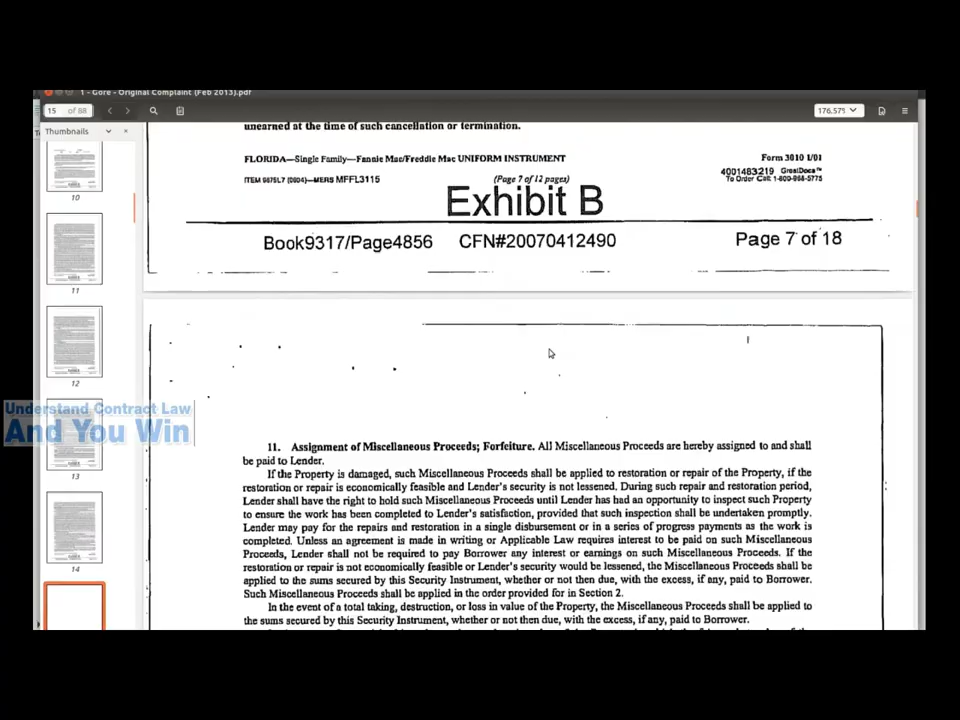 1 - Gore - Original Complaint (Feb 2013).pdf
15 of 88
176.57%
Thumbnails
unearned at the time of such cancellation or termination.
FLORIDA—Single Family—Fannie Mae/Freddie Mac UNIFORM INSTRUMENT
Form 3010 1/01
(Page 7 of 12 pages)
4001483219 GreatDocs™
To Order Call: 1-800-968-5775
Exhibit B
Book9317/Page4856 CFN#20070412490 Page 7 of 18
10
11
12
13
14
Understand Contract Law
And You Win
11. Assignment of Miscellaneous Proceeds; Forfeiture. All Miscellaneous Proceeds are hereby assigned to and shall
be paid to Lender.
If the Property is damaged, such Miscellaneous Proceeds shall be applied to restoration or repair of the Property, if the
restoration or repair is economically feasible and Lender's security is not lessened. During such repair and restoration period,
Lender shall have the right to hold such Miscellaneous Proceeds until Lender has had an opportunity to inspect such Property
to ensure the work has been completed to Lender's satisfaction, provided that such inspection shall be undertaken promptly.
Lender may pay for the repairs and restoration in a single disbursement or in a series of progress payments as the work is
completed. Unless an agreement is made in writing or Applicable Law requires interest to be paid on such Miscellaneous
Proceeds, Lender shall not be required to pay Borrower any interest or earnings on such Miscellaneous Proceeds. If the
restoration or repair is not economically feasible or Lender's security would be lessened, the Miscellaneous Proceeds shall be
applied to the sums secured by this Security Instrument, whether or not then due, with the excess, if any, paid to Borrower.
Such Miscellaneous Proceeds shall be applied in the order provided for in Section 2.
In the event of a total taking, destruction, or loss in value of the Property, the Miscellaneous Proceeds shall be applied to
the sums secured by this Security Instrument, whether or not then due, with the excess, if any, paid to Borrower.